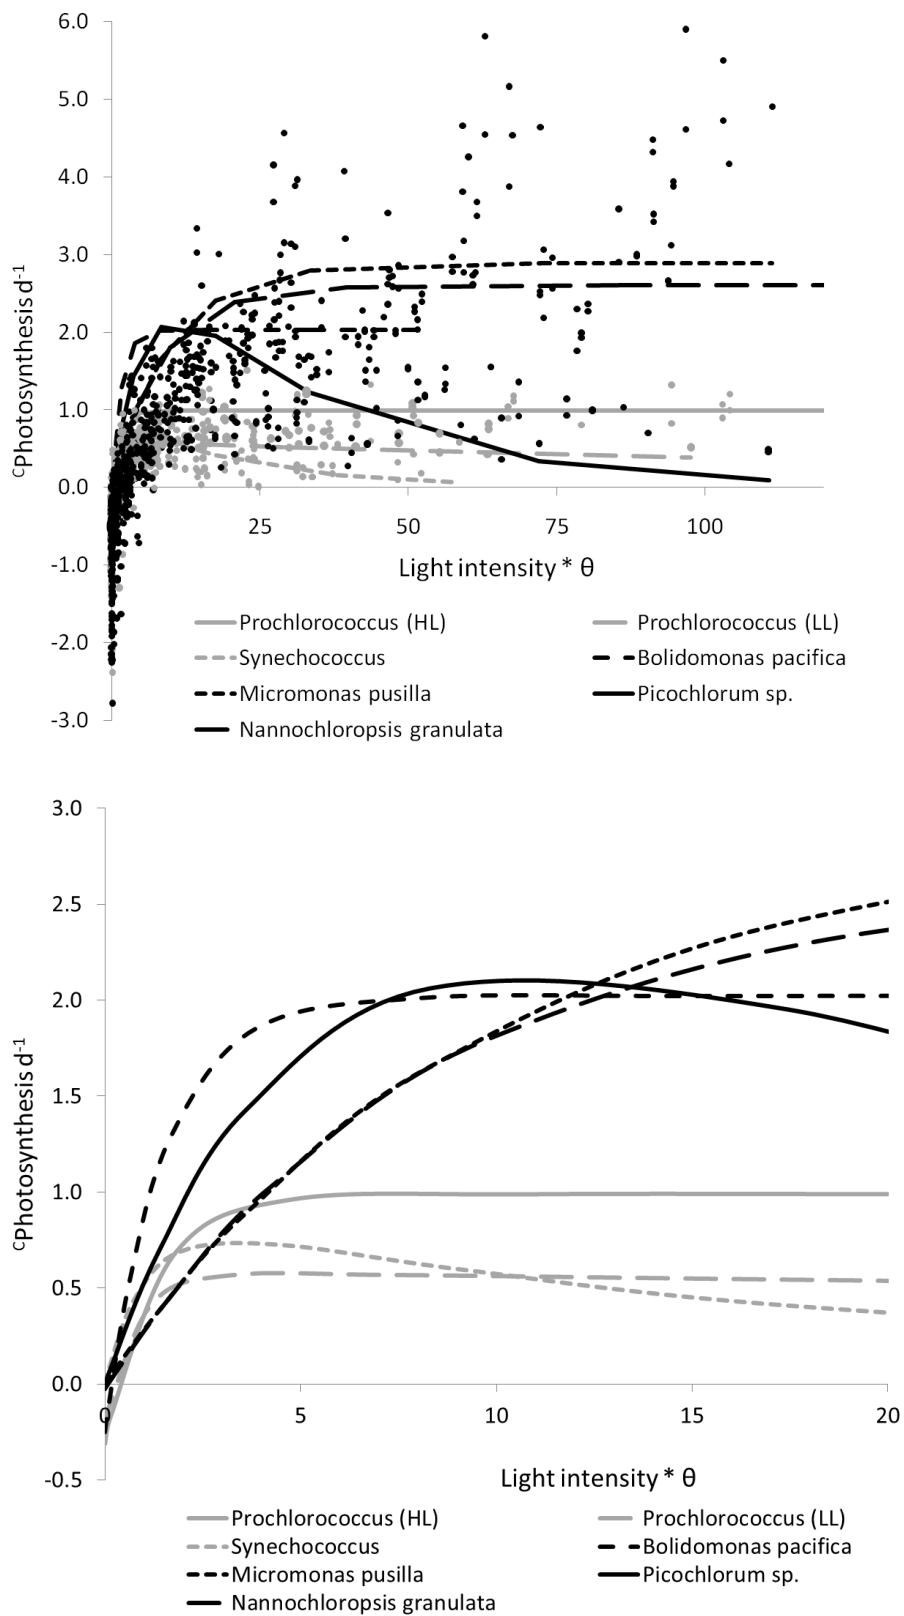 6.0
5.0
4.0
3.0
2.0
1.0
0.0
-1.0
-2.0
-3.0
CPhotosynthesis d-1
25 50 75 100
Light intensity * θ
Prochlorococcus (HL) Prochlorococcus (LL)
Synechococcus Bolidomonas pacifica
Micromonas pusilla Picochlorum sp.
Nannochloropsis granulata
3.0
2.5
2.0
1.5
1.0
0.5
0.0
-0.5
CPhotosynthesis d-1
0 5 10 15 20
Light intensity * θ
Prochlorococcus (HL) Prochlorococcus (LL)
Synechococcus Bolidomonas pacifica
Micromonas pusilla Picochlorum sp.
Nannochloropsis granulata